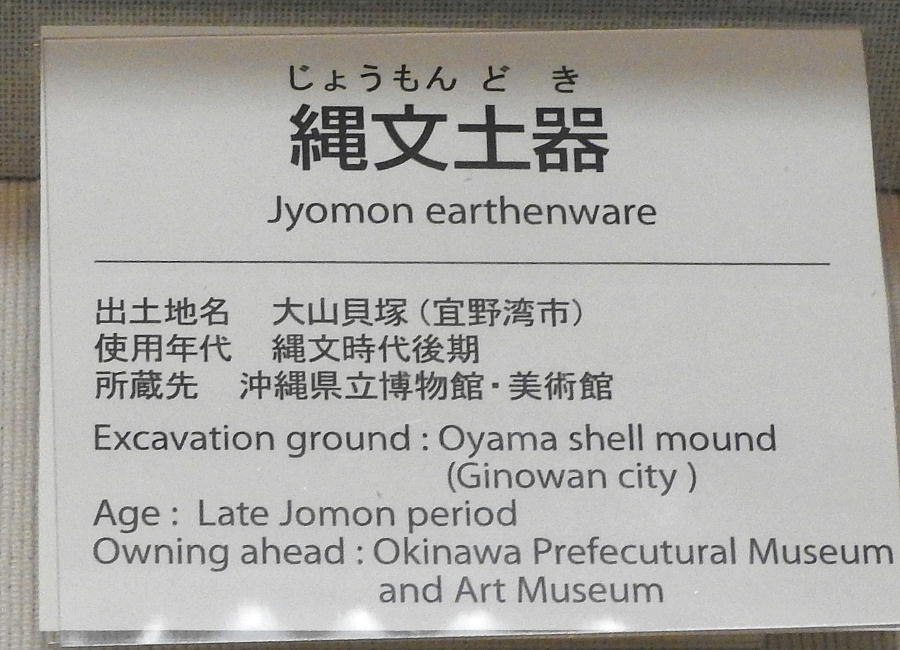 じょうもんどき
縄文土器
Jyomon earthenware
出土地名　大山貝塚（宜野湾市）
使用年代　縄文時代後期
所蔵先　沖縄県立博物館・美術館
Excavation ground : Oyama shell mound
(Ginowan city )
Age : Late Jomon period
Owning ahead : Okinawa Prefecutural Museum
and Art Museum